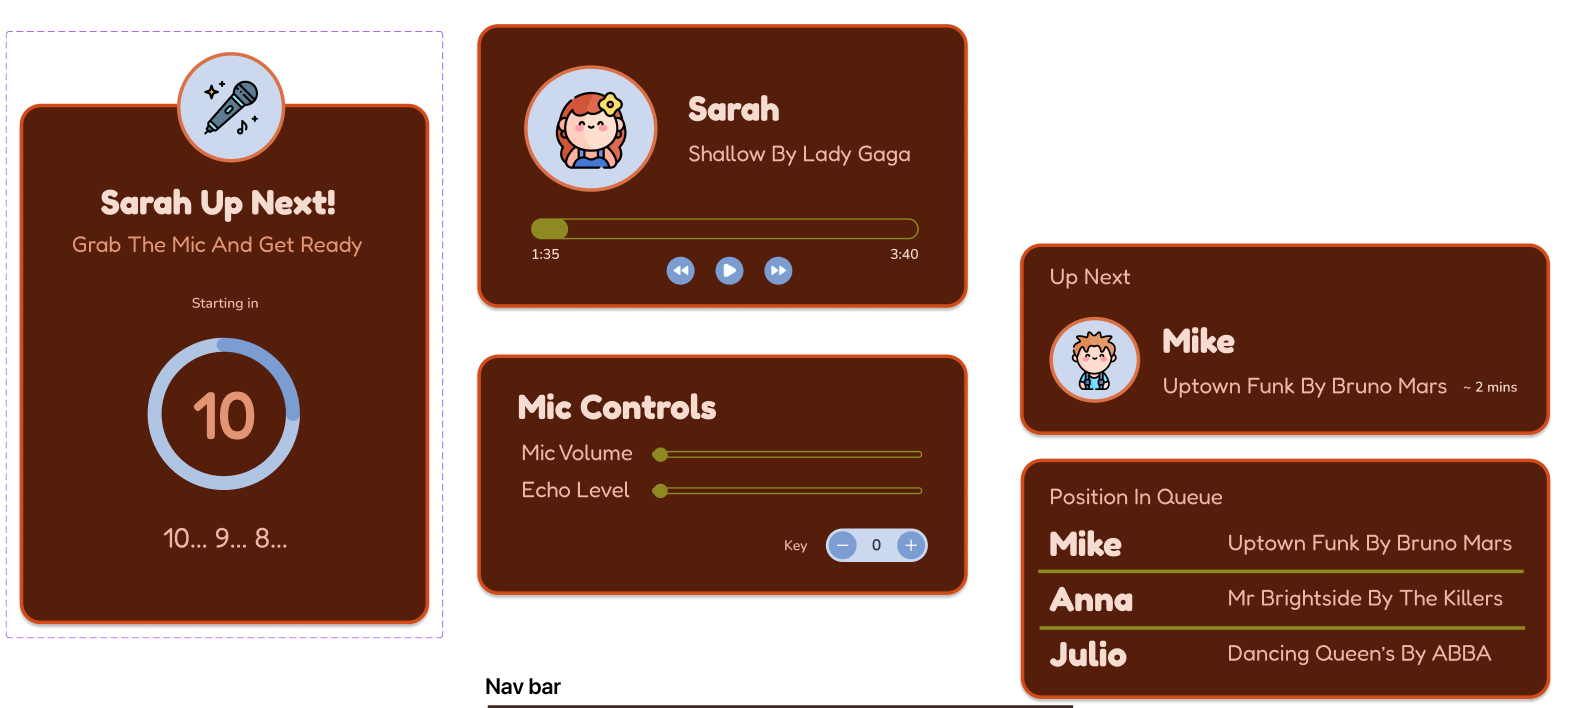 Sarah Up Next!
Grab The Mic And Get Ready
Starting in
10
10... 9... 8...
Sarah
Shallow By Lady Gaga
1:35
3:40
Mic Controls
Mic Volume
Echo Level
Key
0
Up Next
Mike
Uptown Funk By Bruno Mars
~ 2 mins
Position In Queue
Mike
Uptown Funk By Bruno Mars
Anna
Mr Brightside By The Killers
Julio
Dancing Queen's By ABBA
Nav bar